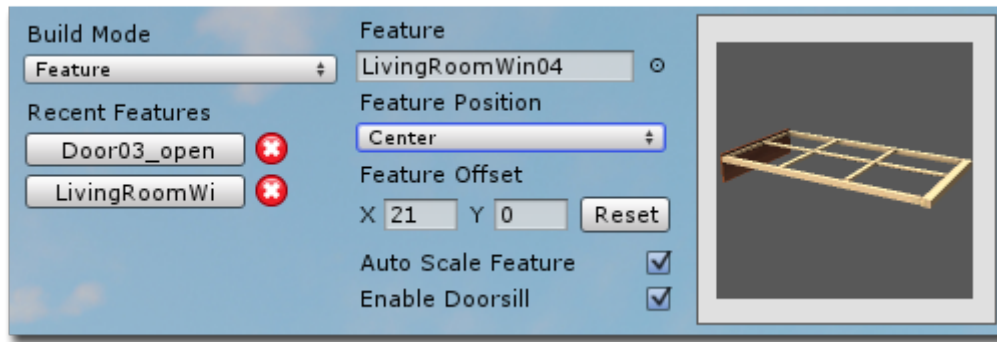 Build Mode
Feature
Recent Features
Door03_open
LivingRoomWi
Feature
LivingRoomWin04
Feature Position
Center
Feature Offset
X 21 Y 0 Reset
Auto Scale Feature
Enable Doorsill